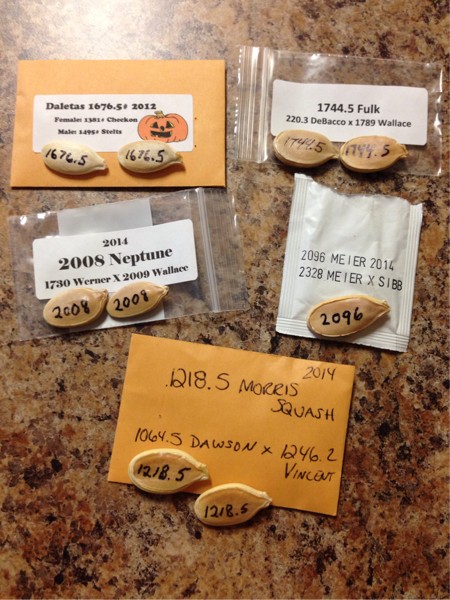 Daletas 1676.5# 2012
Female: 1381# Checkon
Male: 1495# Stelts
1676.5
1676.5
1744.5 Fulk
220.3 DeBacco x 1789 Wallace
1744.5
1744.5
2014
2008 Neptune
1730 Werner X 2009 Wallace
2008
2008
2096 MEIER 2014
2328 MEIER X SIBB
2096
2014
1218.5 MORRIS
SQUASH
1064.5 DAWSON x 1246.2
VINCENT
1218.5
1218.5